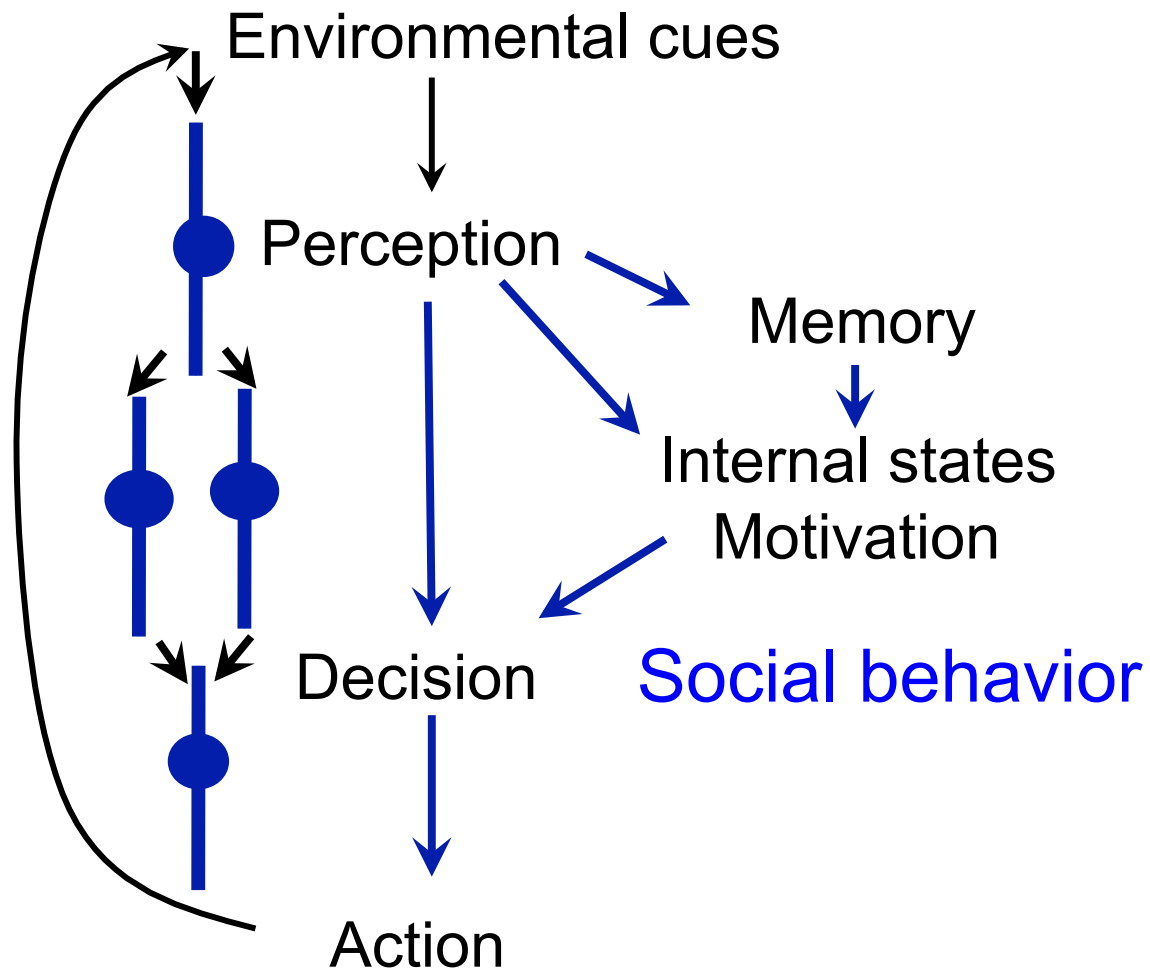 Environmental cues
Perception
Memory
Internal states
Motivation
Decision
Social behavior
Action